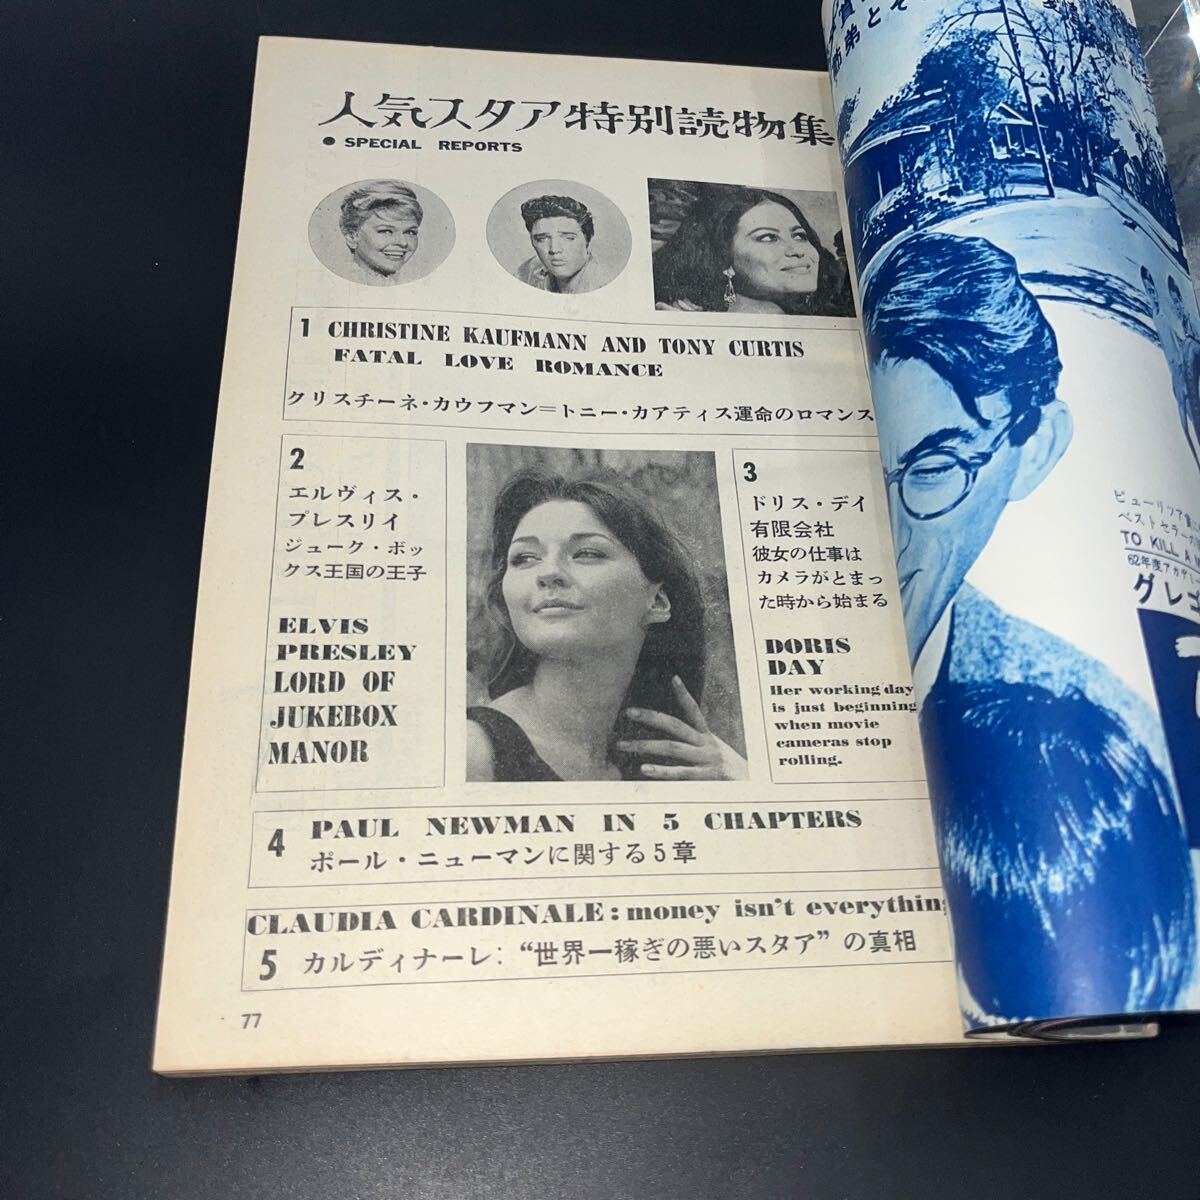 人気スタア特別読物集
● SPECIAL REPORTS
1 CHRISTINE KAUFMANN AND TONY CURTIS
FATAL LOVE ROMANCE
クリスチーネ・カウフマン＝トニー・カアティス運命のロマンス
2
エルヴィス・
プレスリイ
ジューク・ボッ
クス王国の王子
ELVIS
PRESLEY
LORD OF
JUKEBOX
MANOR
3
ドリス・デイ
有限会社
彼女の仕事は
カメラがとまっ
た時から始まる
DORIS
DAY
Her working day
is just beginning
when movie
cameras stop
rolling.
4
PAUL NEWMAN IN 5 CHAPTERS
ポール・ニューマンに関する5章
CLAUDIA CARDINALE: money isn't everything
5 カルディナーレ: “世界一稼ぎの悪いスタア”の真相
77
弟とそ
ピューリツア
ベストセラー
TO KILL A
62年度アカデ
グレゴ